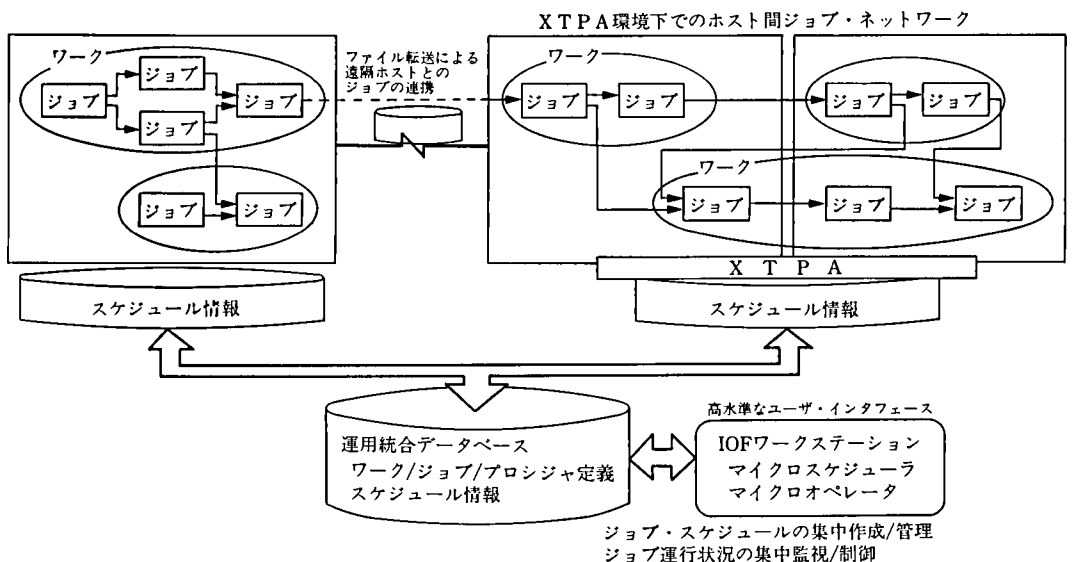 XTPA環境下でのホスト間ジョブ・ネットワーク
ワーク
ジョブ
ジョブ
ジョブ
ジョブ
ジョブ
ジョブ
ファイル転送による
遠隔ホストとの
ジョブの連携
ワーク
ジョブ
ジョブ
ジョブ
ジョブ
ワーク
ジョブ
ジョブ
ジョブ
XTPA
スケジュール情報
スケジュール情報
運用統合データベース
ワーク/ジョブ/プロシジャ定義
スケジュール情報
高水準なユーザ・インタフェース
IOFワークステーション
マイクロスケジューラ
マイクロオペレータ
ジョブ・スケジュールの集中作成/管理
ジョブ運行状況の集中監視/制御